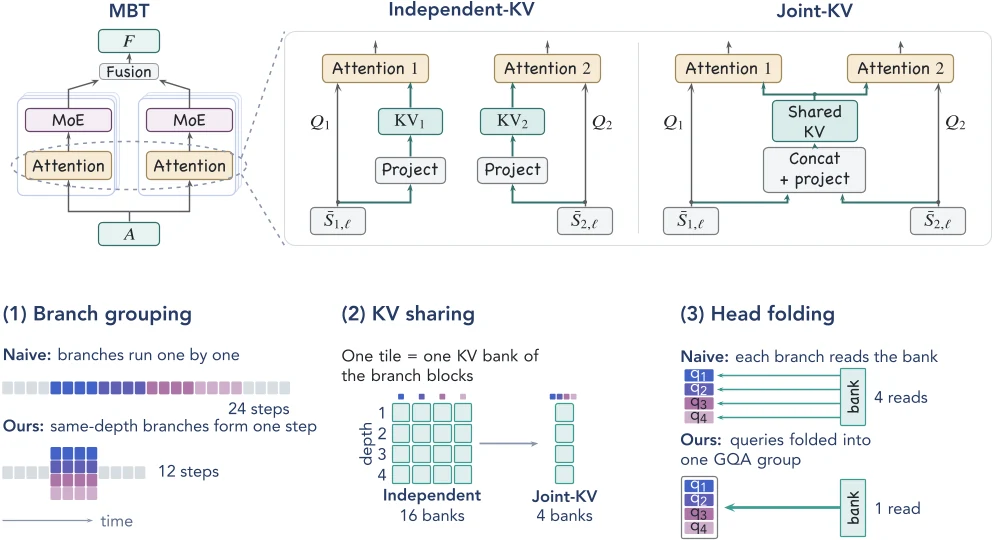 MBT
F
Fusion
MoE
MoE
Attention
Attention
A
Independent-KV
Attention 1
Attention 2
Q₁
KV₁
KV₂
Q₂
Project
Project
S̄₁,ℓ
S̄₂,ℓ
Joint-KV
Attention 1
Attention 2
Q₁
Shared
KV
Q₂
Concat
+ project
S̄₁,ℓ
S̄₂,ℓ
(1) Branch grouping
Naive: branches run one by one
24 steps
Ours: same-depth branches form one step
12 steps
time
(2) KV sharing
One tile = one KV bank of
the branch blocks
depth
1
2
3
4
Independent
16 banks
Joint-KV
4 banks
(3) Head folding
Naive: each branch reads the bank
q1
q2
q3
q4
bank
4 reads
Ours: queries folded into
one GQA group
q1
q2
q3
q4
bank
1 read